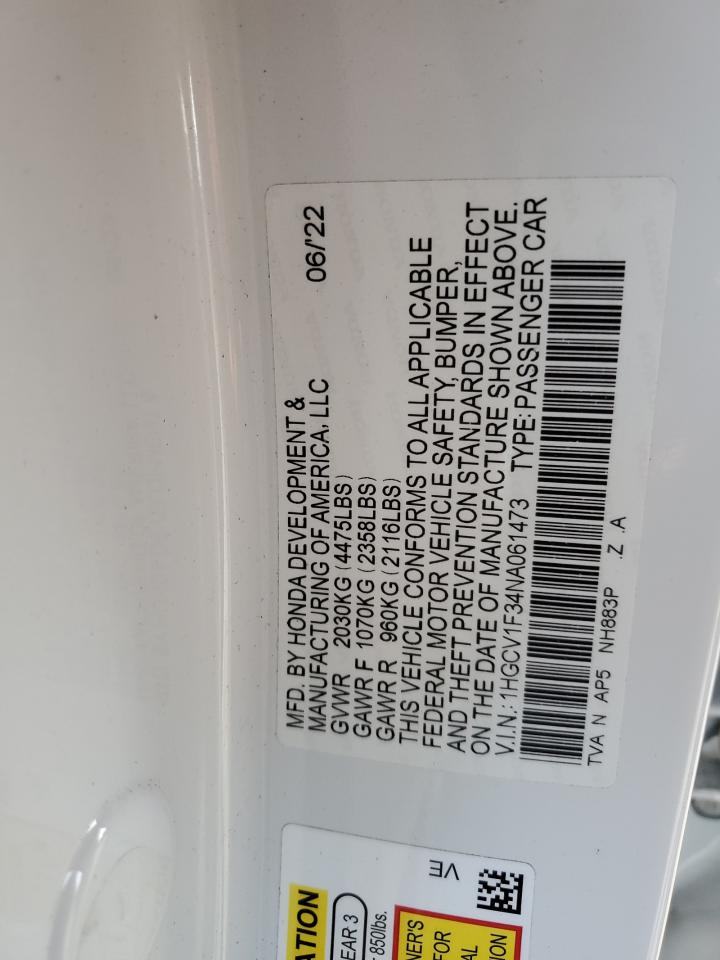 MFD. BY HONDA DEVELOPMENT &
MANUFACTURING OF AMERICA, LLC 06/'22
GVWR 2030KG (4475LBS)
GAWR F 1070KG (2358LBS)
GAWR R 960KG (2116LBS)
THIS VEHICLE CONFORMS TO ALL APPLICABLE
FEDERAL MOTOR VEHICLE SAFETY, BUMPER,
AND THEFT PREVENTION STANDARDS IN EFFECT
ON THE DATE OF MANUFACTURE SHOWN ABOVE.
V.I.N.: 1HGCV1F34NA061473 TYPE: PASSENGER CAR
TVA N AP5 NH883P .Z .A
ATION
EAR 3
850lbs.
VE
NER'S
FOR
AL
ION